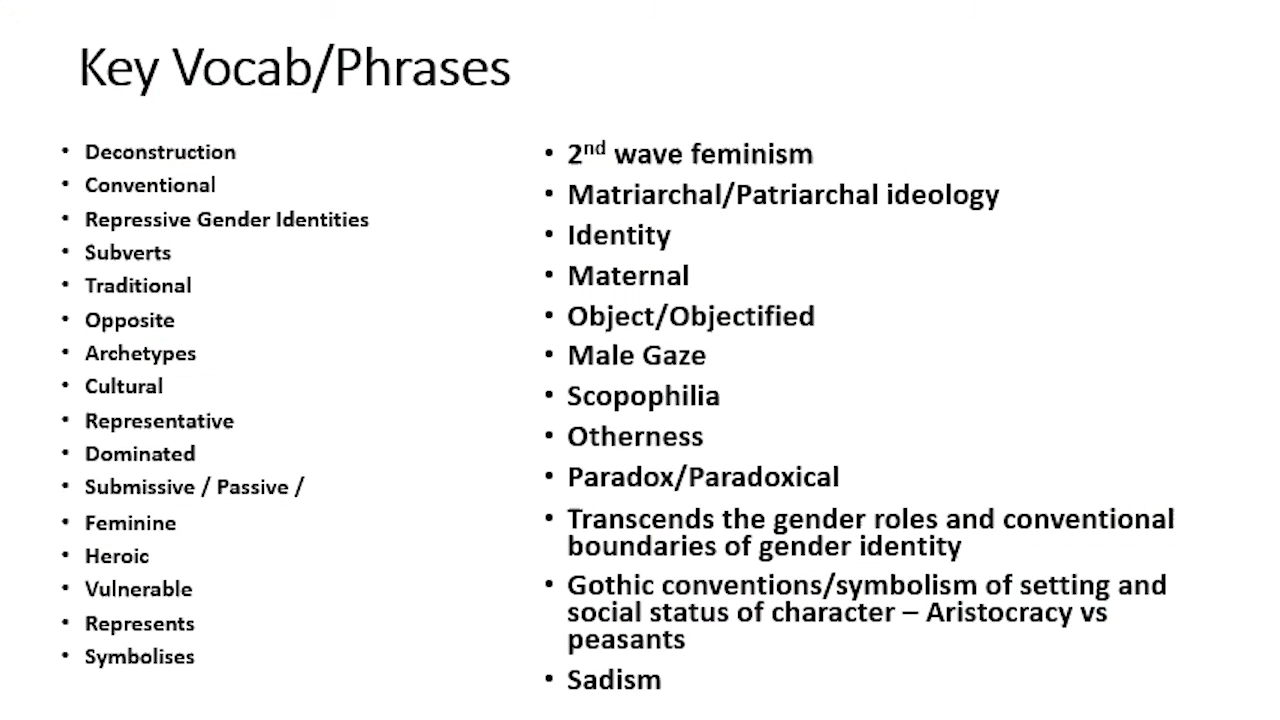 Key Vocab/Phrases
• Deconstruction
• Conventional
• Repressive Gender Identities
• Subverts
• Traditional
• Opposite
• Archetypes
• Cultural
• Representative
• Dominated
• Submissive / Passive /
• Feminine
• Heroic
• Vulnerable
• Represents
• Symbolises
• 2nd wave feminism
• Matriarchal/Patriarchal ideology
• Identity
• Maternal
• Object/Objectified
• Male Gaze
• Scopophilia
• Otherness
• Paradox/Paradoxical
• Transcends the gender roles and conventional
boundaries of gender identity
• Gothic conventions/symbolism of setting and
social status of character – Aristocracy vs
peasants
• Sadism